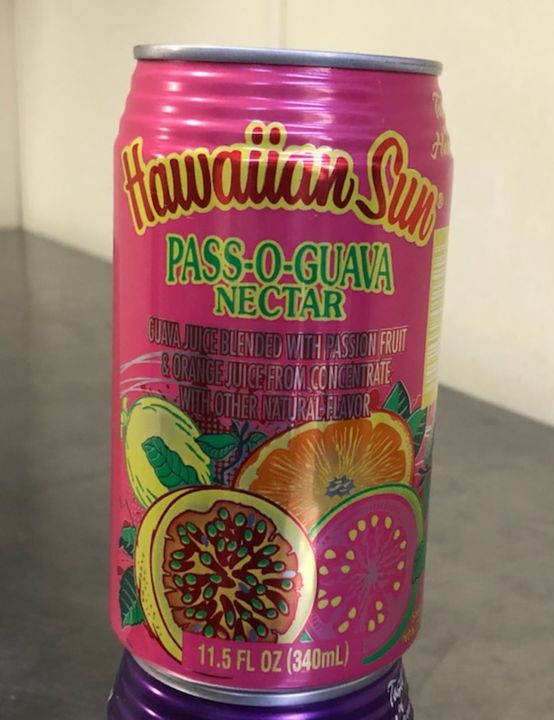 Hawaiian Sun®
PASS-O-GUAVA
NECTAR
GUAVA JUICE BLENDED WITH PASSION FRUIT
& ORANGE JUICE FROM CONCENTRATE
WITH OTHER NATURAL FLAVOR
11.5 FL OZ (340mL)